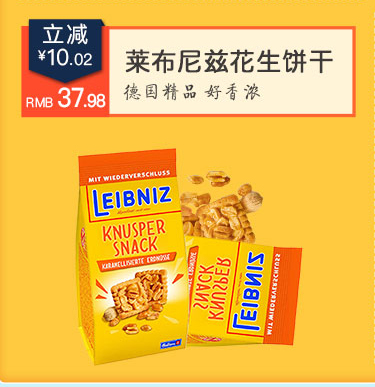 立减
¥10.02
RMB 37.98
莱布尼兹花生饼干
德国精品 好香浓
MIT WIEDERVERSCHLUSS
LEIBNIZ
KNUSPER
SNACK
KARAMELLISIERTE ERDNÜSSE
MIT WIEDERVERSCHLUSS
LEIBNIZ
KNUSPER
SNACK